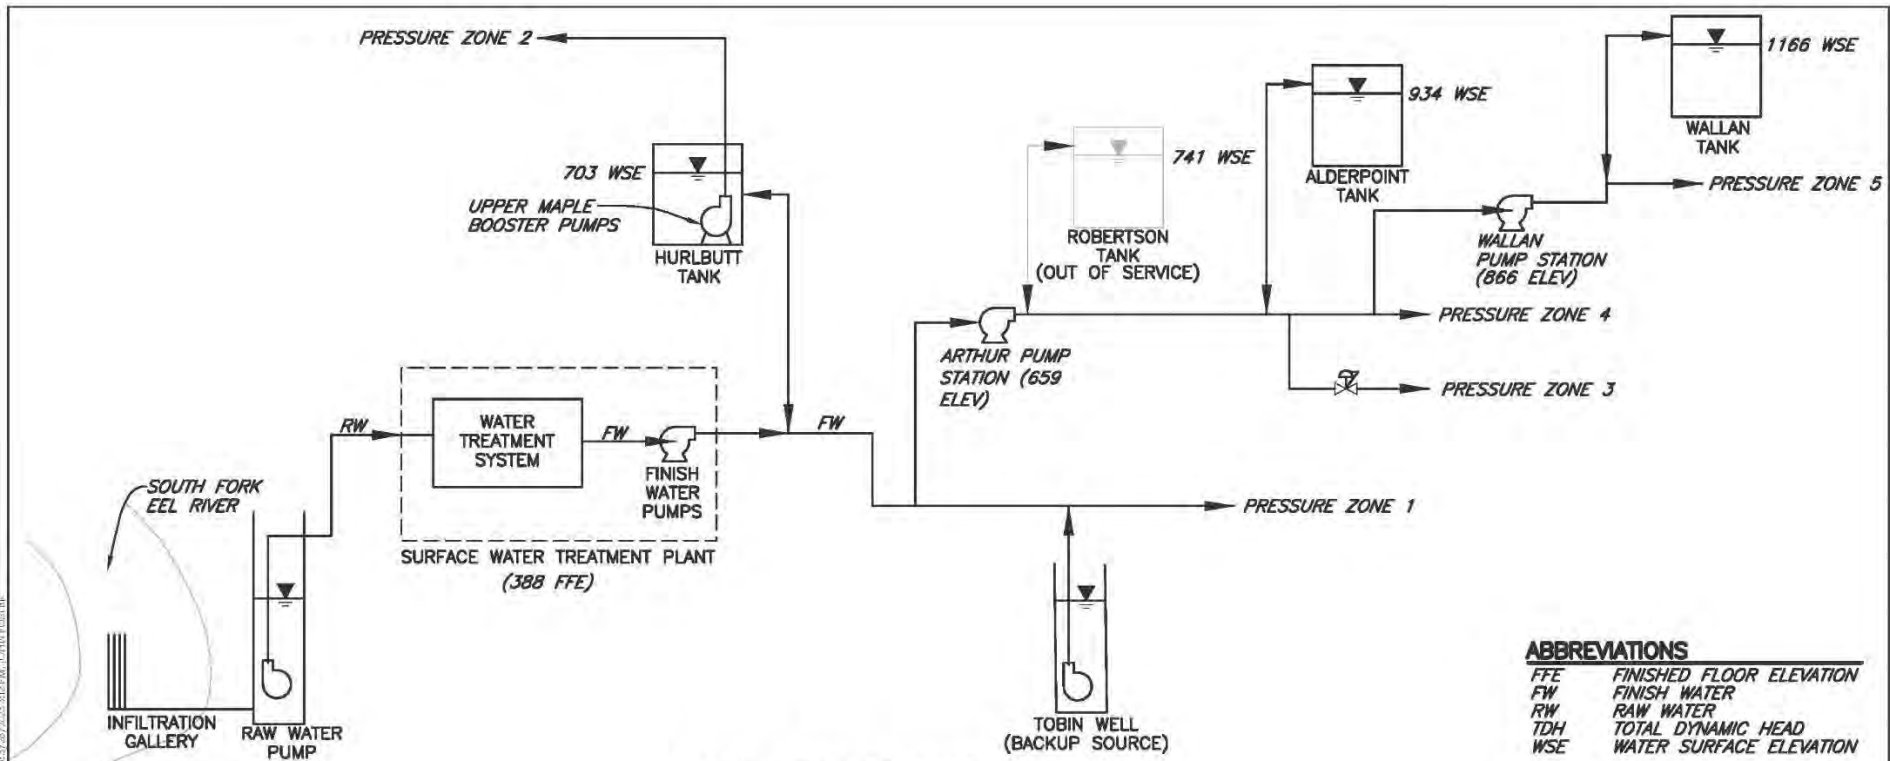 PRESSURE ZONE 2
1166 WSE
WALLAN
TANK
934 WSE
ALDERPOINT
TANK
741 WSE
ROBERTSON
TANK
(OUT OF SERVICE)
703 WSE
UPPER MAPLE
BOOSTER PUMPS
HURLBUTT
TANK
PRESSURE ZONE 5
WALLAN
PUMP STATION
(866 ELEV)
PRESSURE ZONE 4
ARTHUR PUMP
STATION (659
ELEV)
PRESSURE ZONE 3
RW
WATER
TREATMENT
SYSTEM
FW
FINISH
WATER
PUMPS
FW
SURFACE WATER TREATMENT PLANT
(388 FFE)
SOUTH FORK
EEL RIVER
PRESSURE ZONE 1
INFILTRATION
GALLERY
RAW WATER
PUMP
TOBIN WELL
(BACKUP SOURCE)
ABBREVIATIONS
FFE FINISHED FLOOR ELEVATION
FW FINISH WATER
RW RAW WATER
TDH TOTAL DYNAMIC HEAD
WSE WATER SURFACE ELEVATION